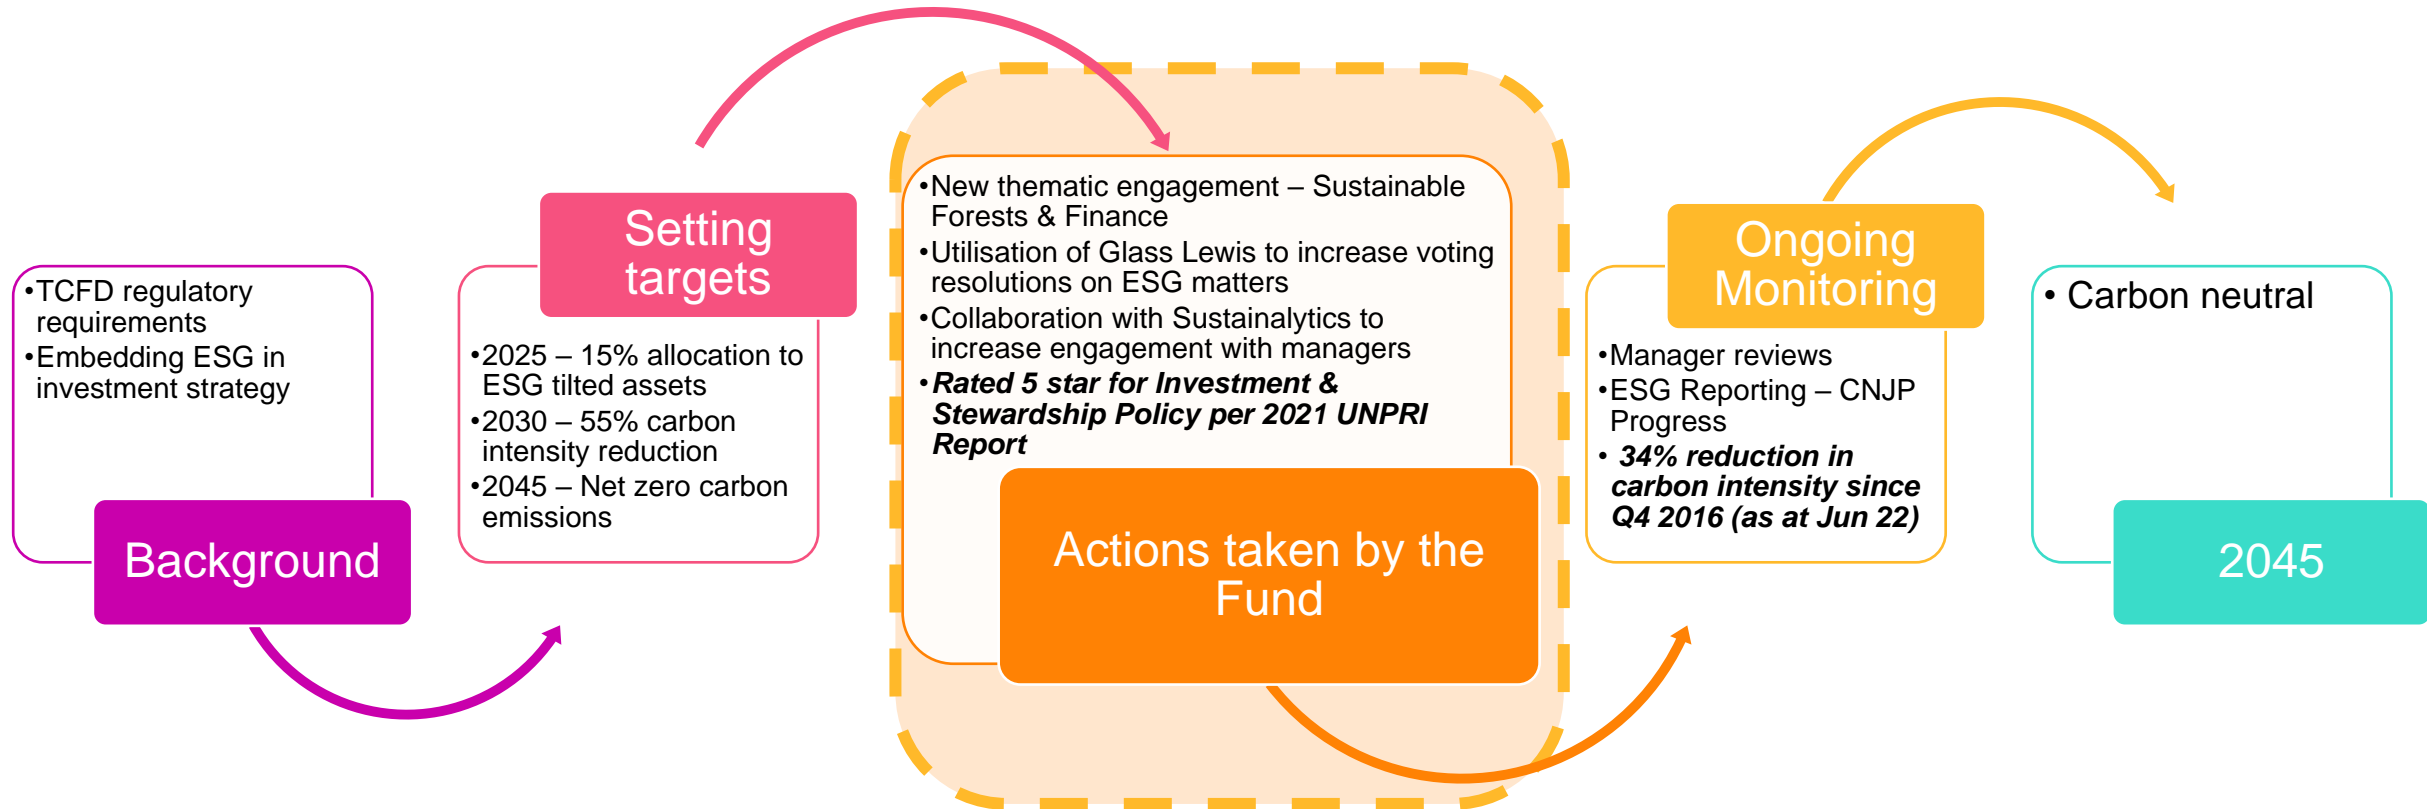 •TCFD regulatory
requirements
•Embedding ESG in
investment strategy
Background
Setting
targets
•2025 – 15% allocation to
ESG tilted assets
•2030 – 55% carbon
intensity reduction
•2045 – Net zero carbon
emissions
•New thematic engagement – Sustainable
Forests & Finance
•Utilisation of Glass Lewis to increase voting
resolutions on ESG matters
•Collaboration with Sustainalytics to
increase engagement with managers
•Rated 5 star for Investment &
Stewardship Policy per 2021 UNPRI
Report
Actions taken by the
Fund
Ongoing
Monitoring
•Manager reviews
•ESG Reporting – CNJP
Progress
• 34% reduction in
carbon intensity since
Q4 2016 (as at Jun 22)
• Carbon neutral
2045